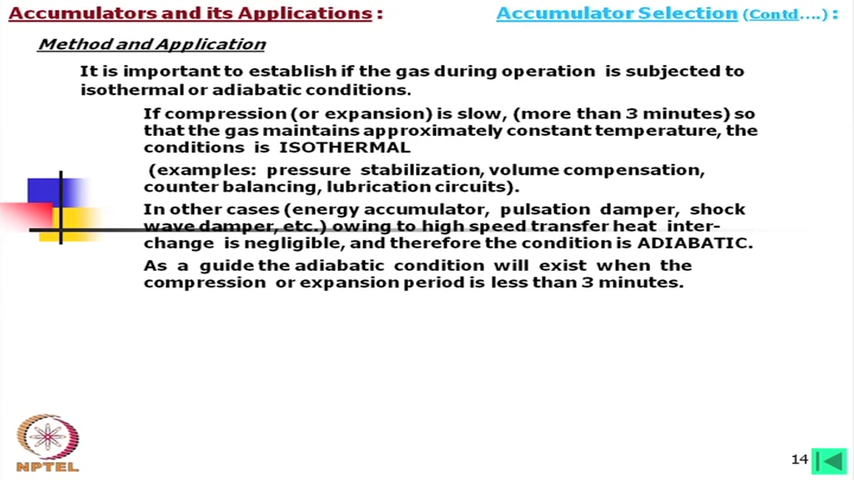 Accumulators and its Applications :
Accumulator Selection (Contd....) :
Method and Application
It is important to establish if the gas during operation is subjected to
isothermal or adiabatic conditions.
If compression (or expansion) is slow, (more than 3 minutes) so
that the gas maintains approximately constant temperature, the
conditions is ISOTHERMAL
(examples: pressure stabilization, volume compensation,
counter balancing, lubrication circuits).
In other cases (energy accumulator, pulsation damper, shock
wave damper, etc.) owing to high speed transfer heat inter-
change is negligible, and therefore the condition is ADIABATIC.
As a guide the adiabatic condition will exist when the
compression or expansion period is less than 3 minutes.
NPTEL
14